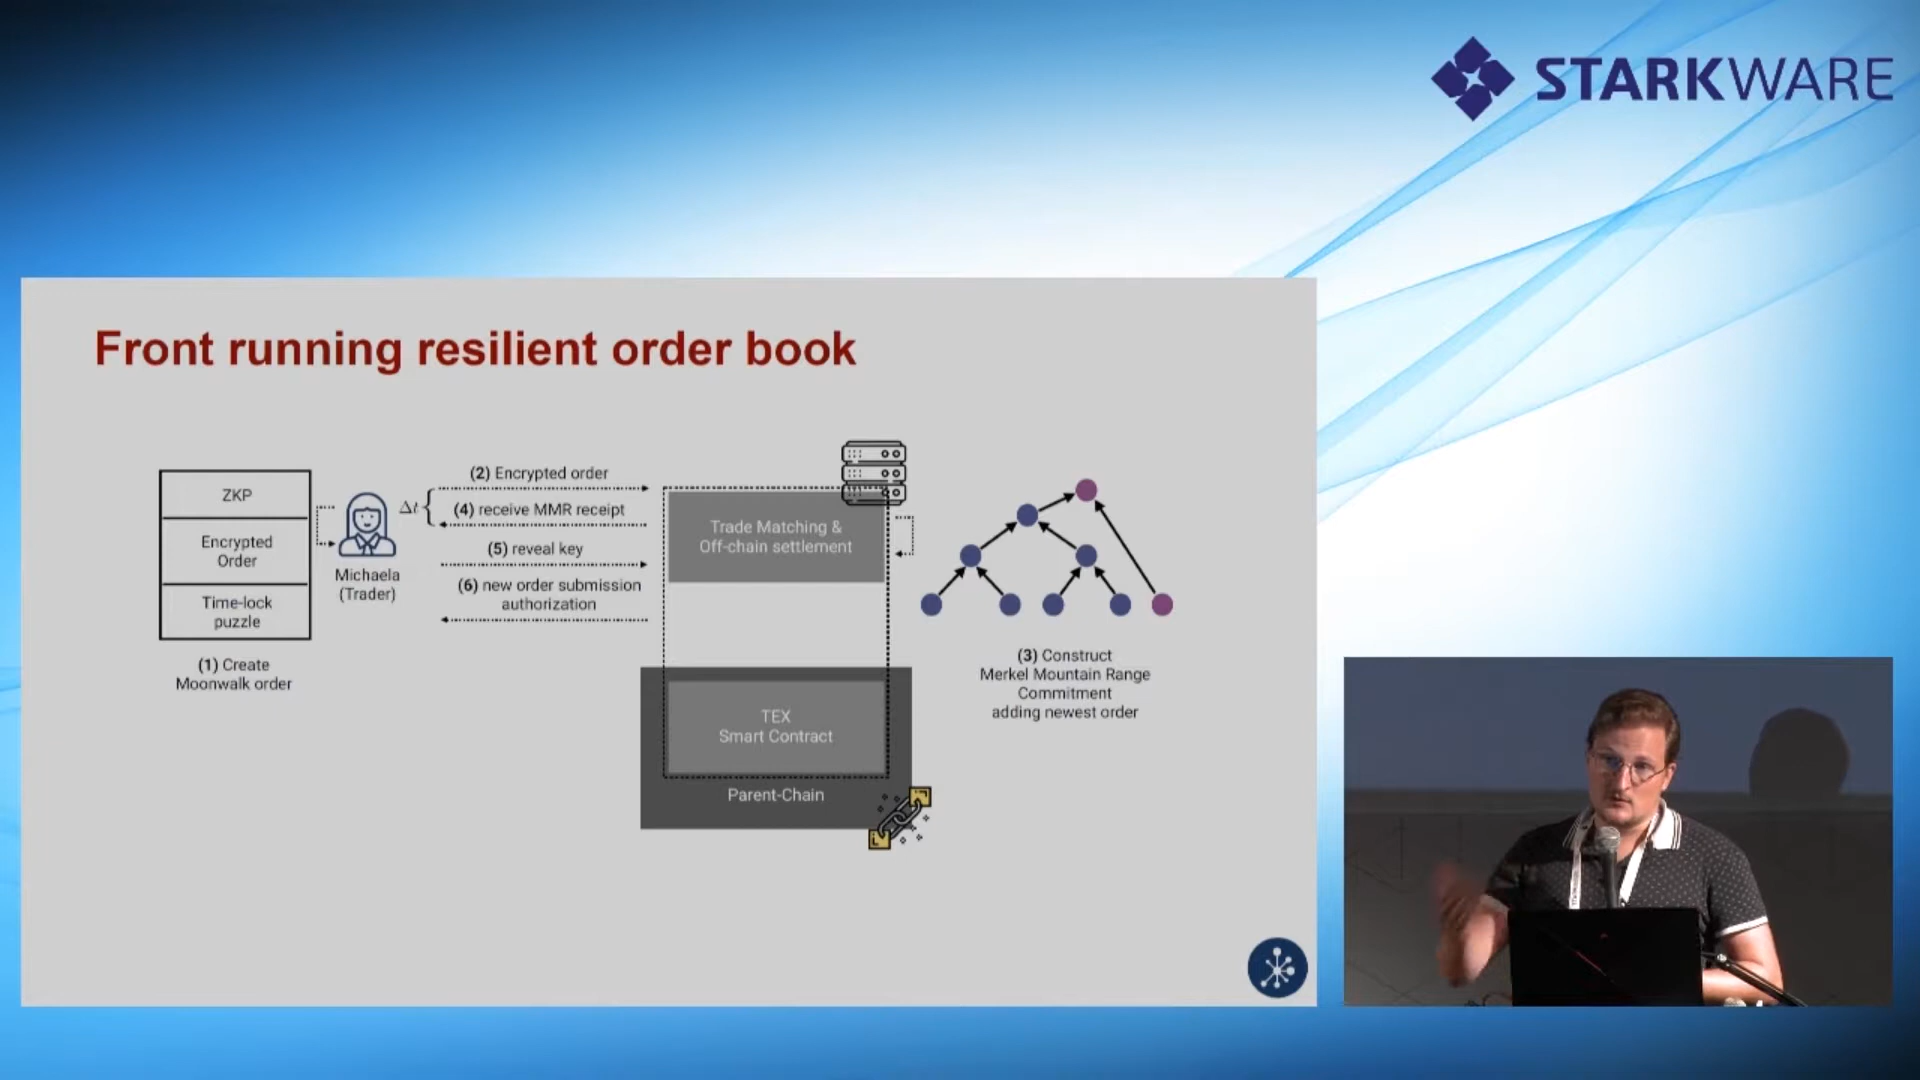 STARKWARE
Front running resilient order book
ZKP
Encrypted
Order
Time-lock
puzzle
(1) Create
Moonwalk order
Michaela
(Trader)
Δt
(2) Encrypted order
(4) receive MMR receipt
(5) reveal key
(6) new order submission
authorization
Trade Matching &
Off-chain settlement
TEX
Smart Contract
Parent-Chain
(3) Construct
Merkel Mountain Range
Commitment
adding newest order